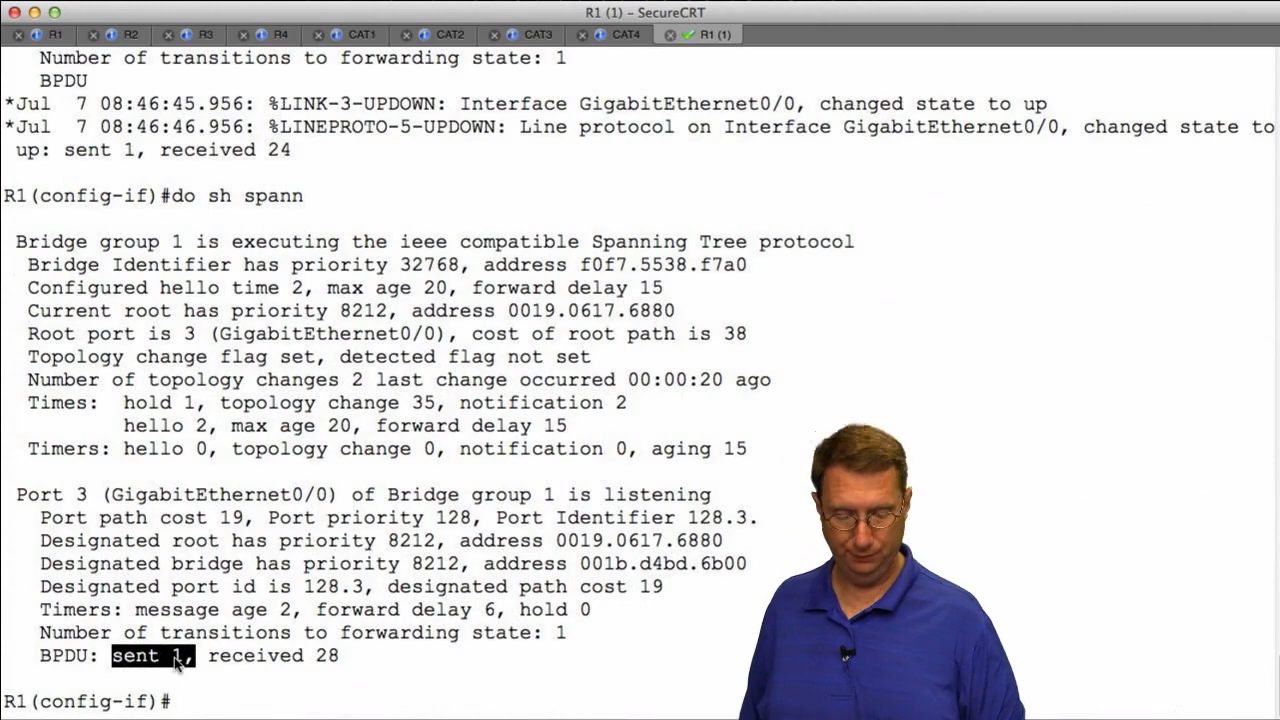 R1 (1) – SecureCRT
R1 R2 R3 R4 CAT1 CAT2 CAT3 CAT4 R1 (1)
Number of transitions to forwarding state: 1
BPDU
*Jul  7 08:46:45.956: %LINK-3-UPDOWN: Interface GigabitEthernet0/0, changed state to up
*Jul  7 08:46:46.956: %LINEPROTO-5-UPDOWN: Line protocol on Interface GigabitEthernet0/0, changed state to
up: sent 1, received 24
R1(config-if)#do sh spann
Bridge group 1 is executing the ieee compatible Spanning Tree protocol
Bridge Identifier has priority 32768, address f0f7.5538.f7a0
Configured hello time 2, max age 20, forward delay 15
Current root has priority 8212, address 0019.0617.6880
Root port is 3 (GigabitEthernet0/0), cost of root path is 38
Topology change flag set, detected flag not set
Number of topology changes 2 last change occurred 00:00:20 ago
Times:  hold 1, topology change 35, notification 2
hello 2, max age 20, forward delay 15
Timers: hello 0, topology change 0, notification 0, aging 15
Port 3 (GigabitEthernet0/0) of Bridge group 1 is listening
Port path cost 19, Port priority 128, Port Identifier 128.3.
Designated root has priority 8212, address 0019.0617.6880
Designated bridge has priority 8212, address 001b.d4bd.6b00
Designated port id is 128.3, designated path cost 19
Timers: message age 2, forward delay 6, hold 0
Number of transitions to forwarding state: 1
BPDU: sent 1, received 28
R1(config-if)#